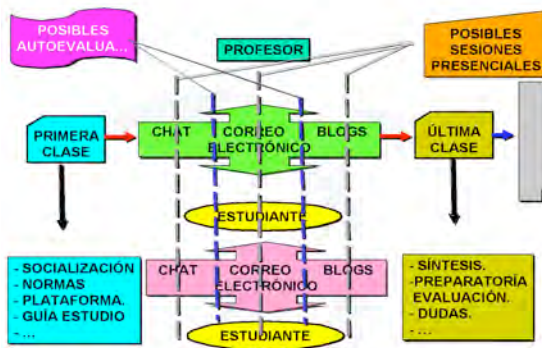 POSIBLES
AUTOEVALUA...
PROFESOR
POSIBLES
SESIONES
PRESENCIALES
PRIMERA
CLASE
CHAT
CORREO
ELECTRÓNICO
BLOGS
ÚLTIMA
CLASE
ESTUDIANTE
CHAT
CORREO
ELECTRÓNICO
BLOGS
- SOCIALIZACIÓN
- NORMAS
- PLATAFORMA.
- GUÍA ESTUDIO
- ...
- SÍNTESIS.
-PREPARATORÍA
EVALUACIÓN.
- DUDAS.
- ...
ESTUDIANTE